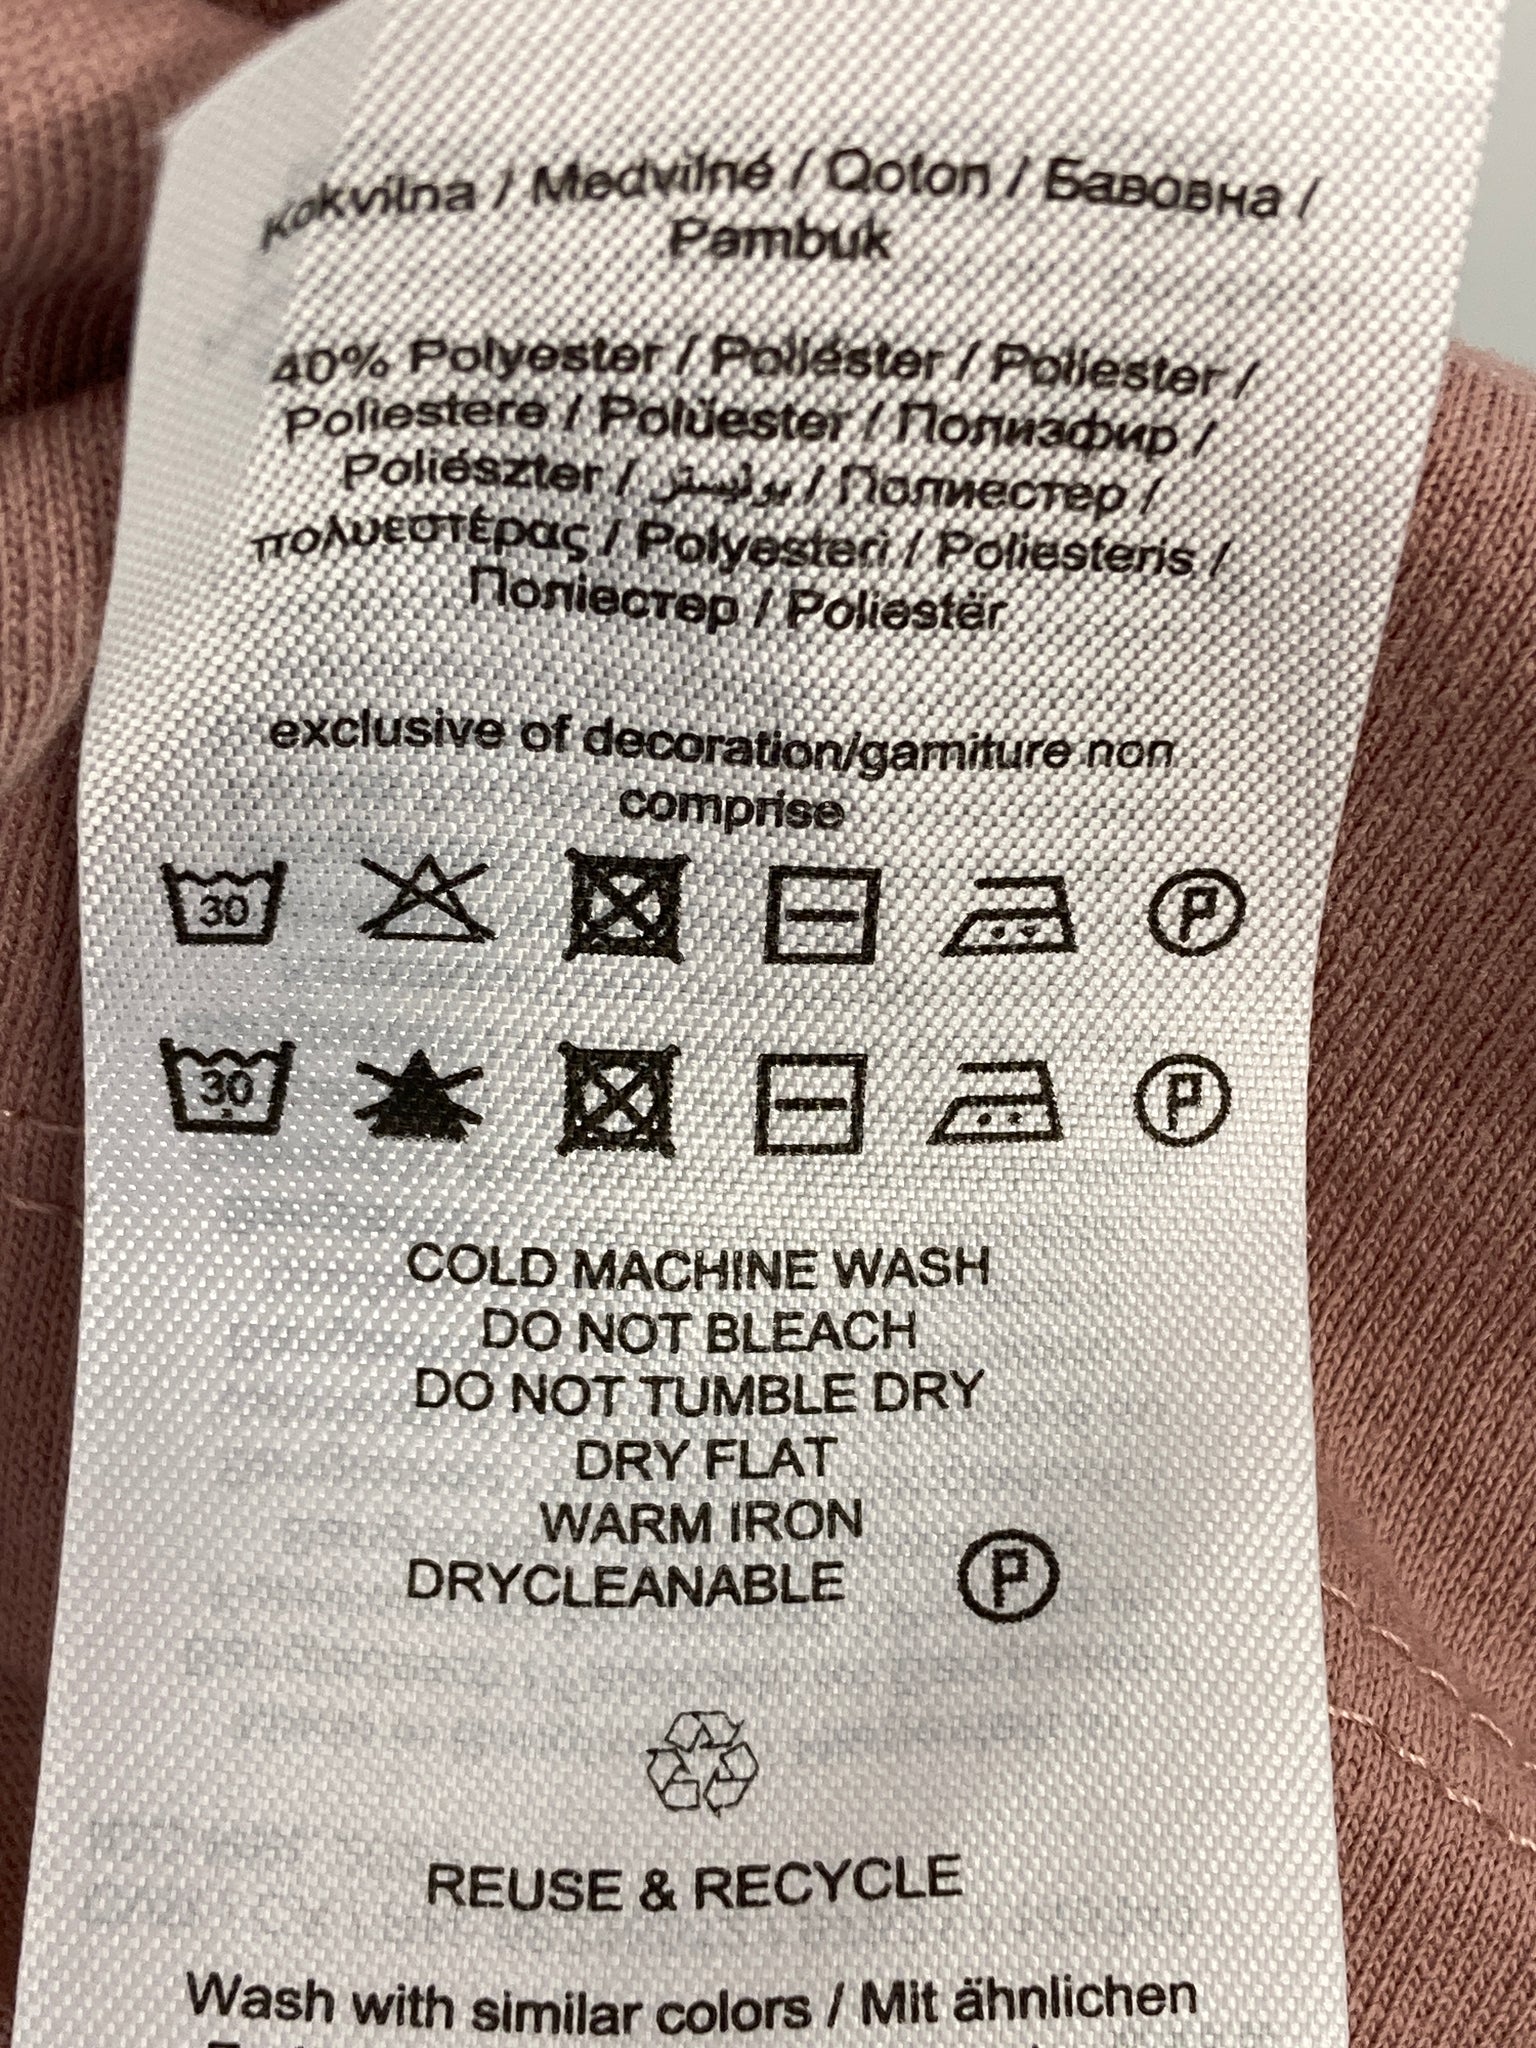 Kokvilna / Medvilnė / Qoton / Бавовна /
Pambuk
40% Polyester / Poliéster / Poliester /
Poliestere / Polüester / Полиэфир /
Poliészter / بوليستر / Полиестер /
πολυεστέρας / Polyesteri / Poliesteris /
Поліестер / Poliestër
exclusive of decoration/garniture non
comprise
30 P
30 P
COLD MACHINE WASH
DO NOT BLEACH
DO NOT TUMBLE DRY
DRY FLAT
WARM IRON
DRYCLEANABLE P
REUSE & RECYCLE
Wash with similar colors / Mit ähnlichen